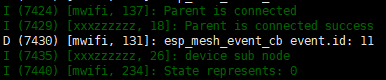 I (7424) [mwifi, 137]: Parent is connected
I (7429) [xxxzzzzzz, 18]: Parent is connected success
D (7430) [mwifi, 131]: esp_mesh_event_cb event.id: 11
I (7435) [xxxzzzzzz, 26]: device sub node
I (7440) [mwifi, 234]: State represents: 0